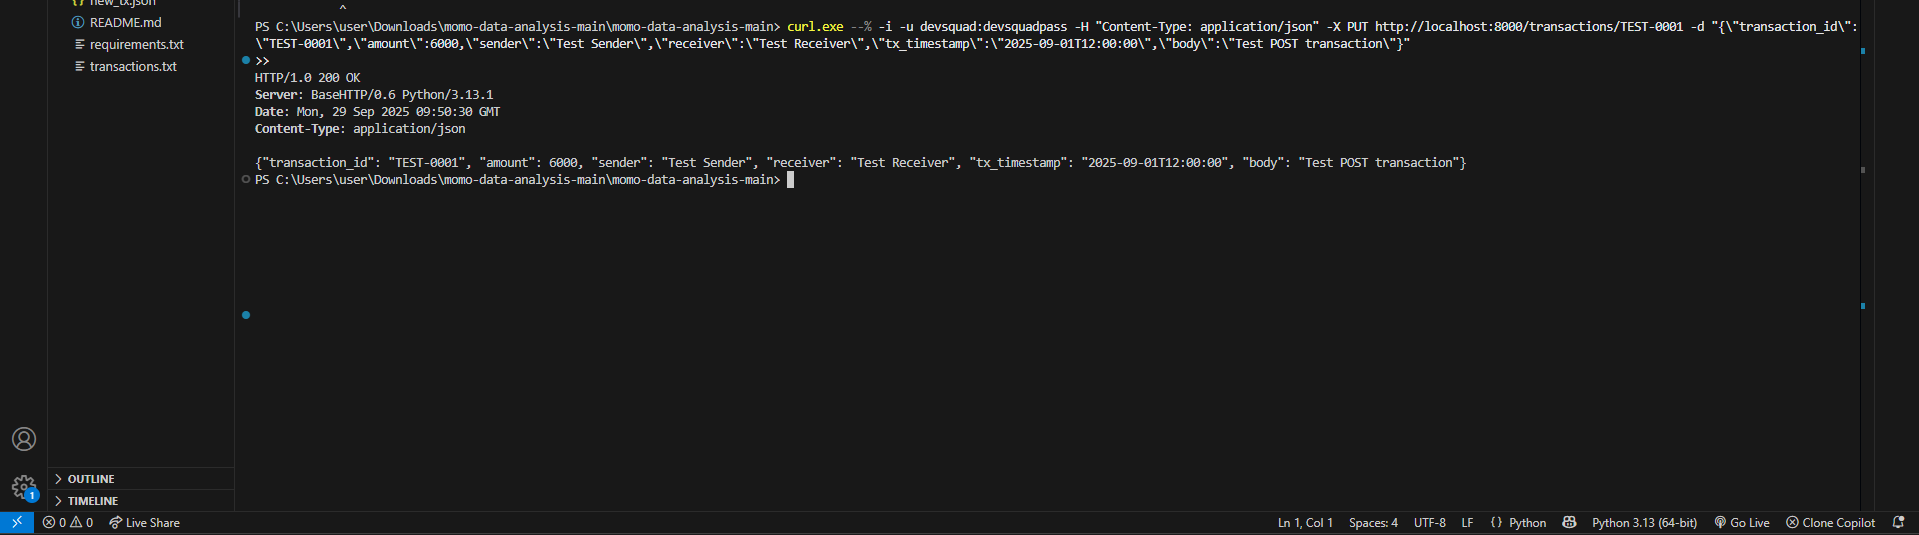 new_tx.json
README.md
requirements.txt
transactions.txt
^
PS C:\Users\user\Downloads\momo-data-analysis-main\momo-data-analysis-main> curl.exe --% -i -u devsquad:devsquadpass -H "Content-Type: application/json" -X PUT http://localhost:8000/transactions/TEST-0001 -d "{\"transaction_id\":
\"TEST-0001\",\"amount\":6000,\"sender\":\"Test Sender\",\"receiver\":\"Test Receiver\",\"tx_timestamp\":\"2025-09-01T12:00:00\",\"body\":\"Test POST transaction\"}"
>>
HTTP/1.0 200 OK
Server: BaseHTTP/0.6 Python/3.13.1
Date: Mon, 29 Sep 2025 09:50:30 GMT
Content-Type: application/json
{"transaction_id": "TEST-0001", "amount": 6000, "sender": "Test Sender", "receiver": "Test Receiver", "tx_timestamp": "2025-09-01T12:00:00", "body": "Test POST transaction"}
PS C:\Users\user\Downloads\momo-data-analysis-main\momo-data-analysis-main>
1
OUTLINE
TIMELINE
0 0 Live Share Ln 1, Col 1 Spaces: 4 UTF-8 LF {} Python Python 3.13 (64-bit) Go Live Clone Copilot